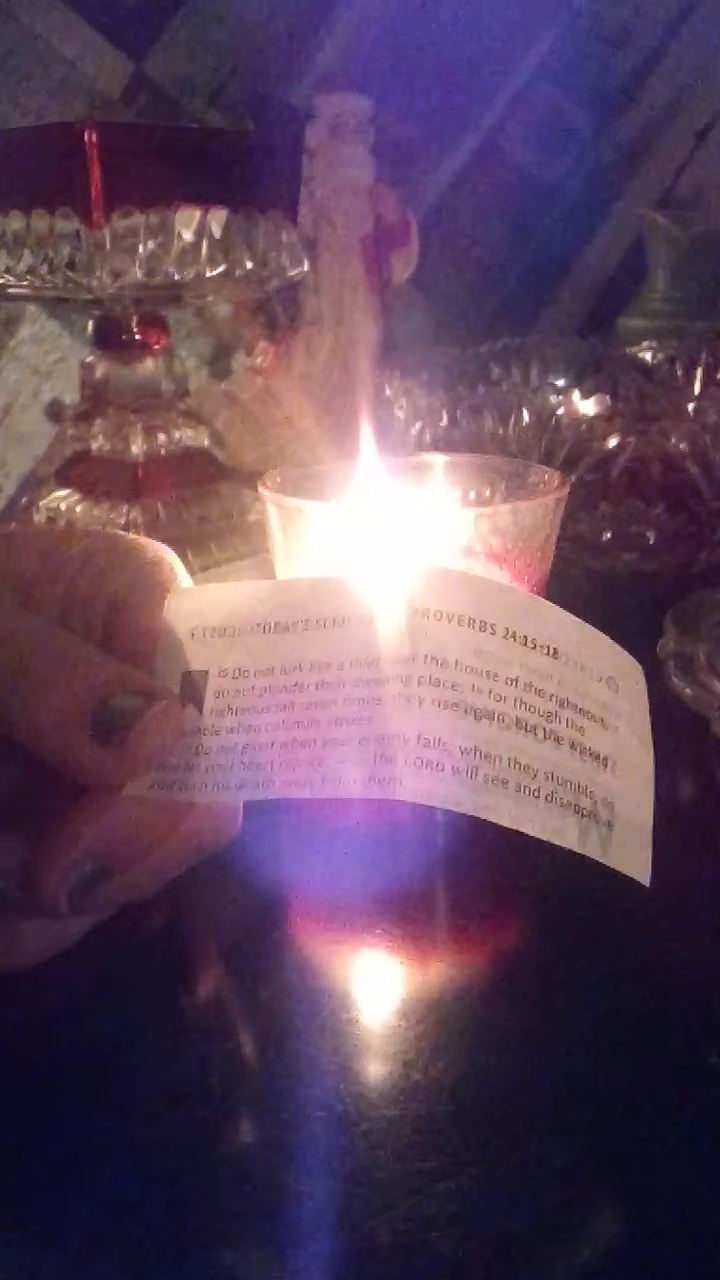 PROVERBS 24:15-18
15 Do not lurk like a thief the house of the righteous,
do not plunder their place; 16 for though the
righteous fall seven times, they rise again, but the wicked
when calamity strikes.
Do not gloat when your enemy falls, when they stumble, do
let your heart rejoice, the LORD will see and disapprove
and turn his wrath away from them.